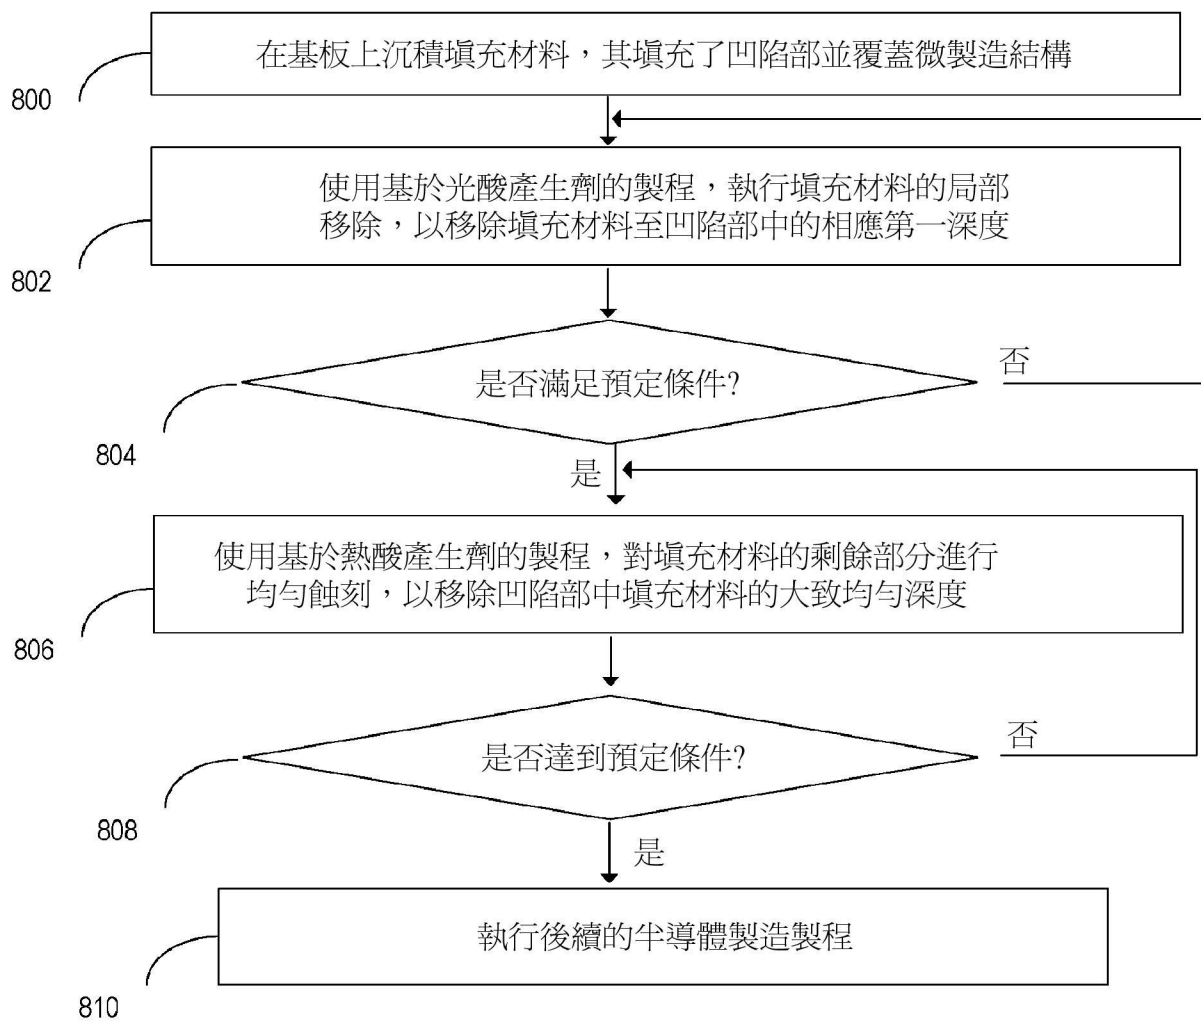 在基板上沉積填充材料，其填充了凹陷部並覆蓋微製造結構
800
使用基於光酸產生劑的製程，執行填充材料的局部
移除，以移除填充材料至凹陷部中的相應第一深度
802
是否滿足預定條件?
否
804
是
使用基於熱酸產生劑的製程，對填充材料的剩餘部分進行
均勻蝕刻，以移除凹陷部中填充材料的大致均勻深度
806
是否達到預定條件?
否
808
是
執行後續的半導體製造製程
810